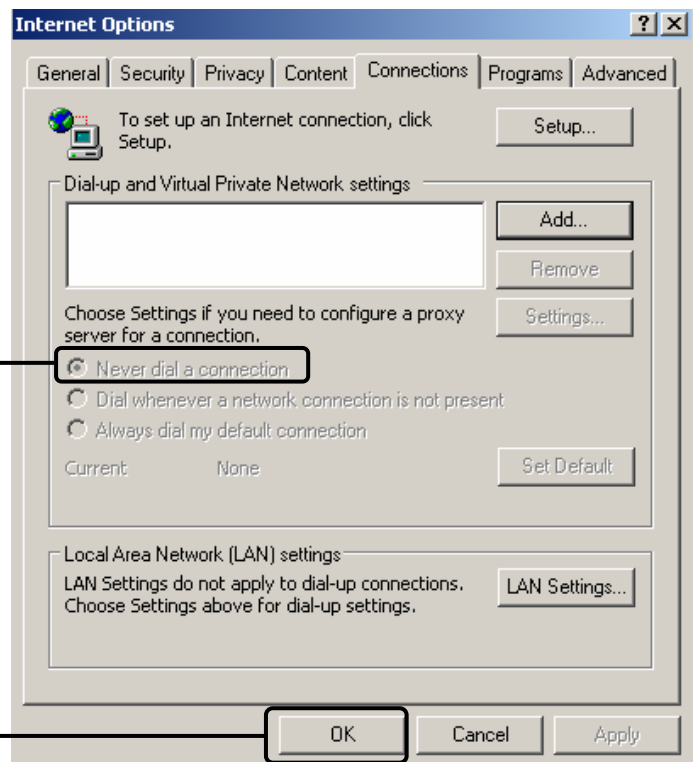 Internet Options
?
General Security Privacy Content Connections Programs Advanced
To set up an Internet connection, click
Setup.
Setup...
Dial-up and Virtual Private Network settings
Add...
Remove
Choose Settings if you need to configure a proxy
server for a connection.
Settings...
Never dial a connection
Dial whenever a network connection is not present
Always dial my default connection
Current None
Set Default
Local Area Network (LAN) settings
LAN Settings do not apply to dial-up connections.
Choose Settings above for dial-up settings.
LAN Settings...
OK Cancel Apply